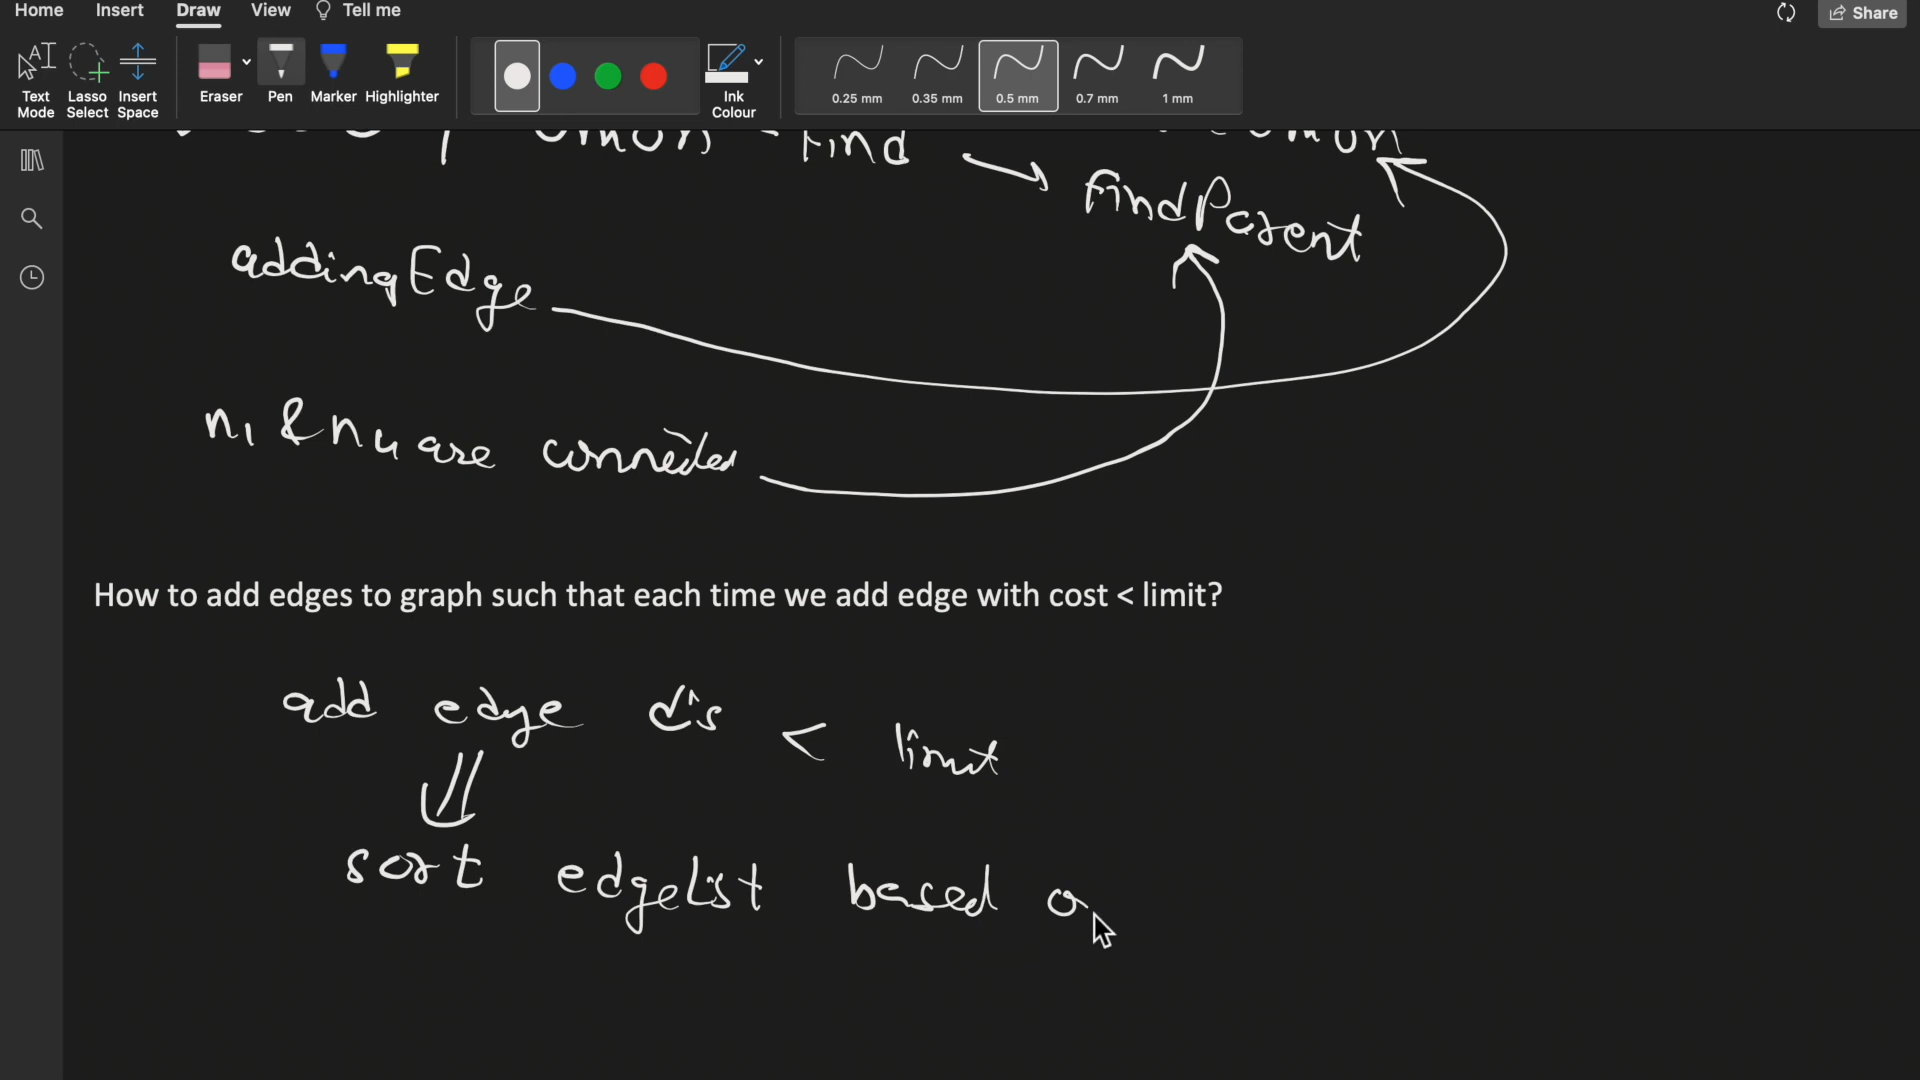 Home Insert Draw View Tell me Share
Text Mode Lasso Select Insert Space Eraser Pen Marker Highlighter Ink Colour 0.25 mm 0.35 mm 0.5 mm 0.7 mm 1 mm
union - Find
findParent
addingEdge
n1 & n4 are connected
How to add edges to graph such that each time we add edge with cost < limit?
add edge dis < limit
sort edgelist based o